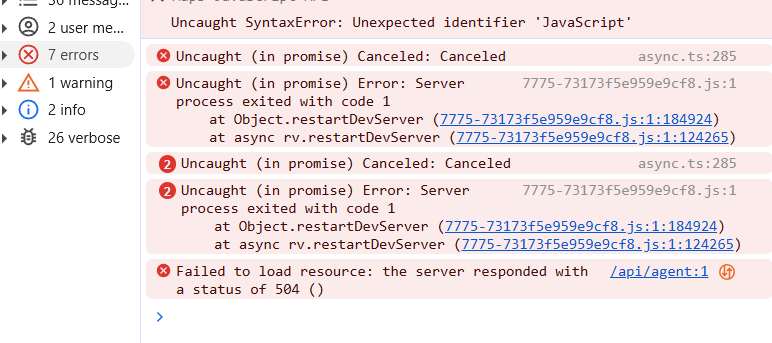 36 messag...
2 user me...
7 errors
1 warning
2 info
26 verbose
Uncaught SyntaxError: Unexpected identifier 'JavaScript'
Uncaught (in promise) Canceled: Canceled async.ts:285
Uncaught (in promise) Error: Server 7775-73173f5e959e9cf8.js:1
process exited with code 1
at Object.restartDevServer (7775-73173f5e959e9cf8.js:1:184924)
at async rv.restartDevServer (7775-73173f5e959e9cf8.js:1:124265)
2 Uncaught (in promise) Canceled: Canceled async.ts:285
2 Uncaught (in promise) Error: Server 7775-73173f5e959e9cf8.js:1
process exited with code 1
at Object.restartDevServer (7775-73173f5e959e9cf8.js:1:184924)
at async rv.restartDevServer (7775-73173f5e959e9cf8.js:1:124265)
Failed to load resource: the server responded with /api/agent:1
a status of 504 ()